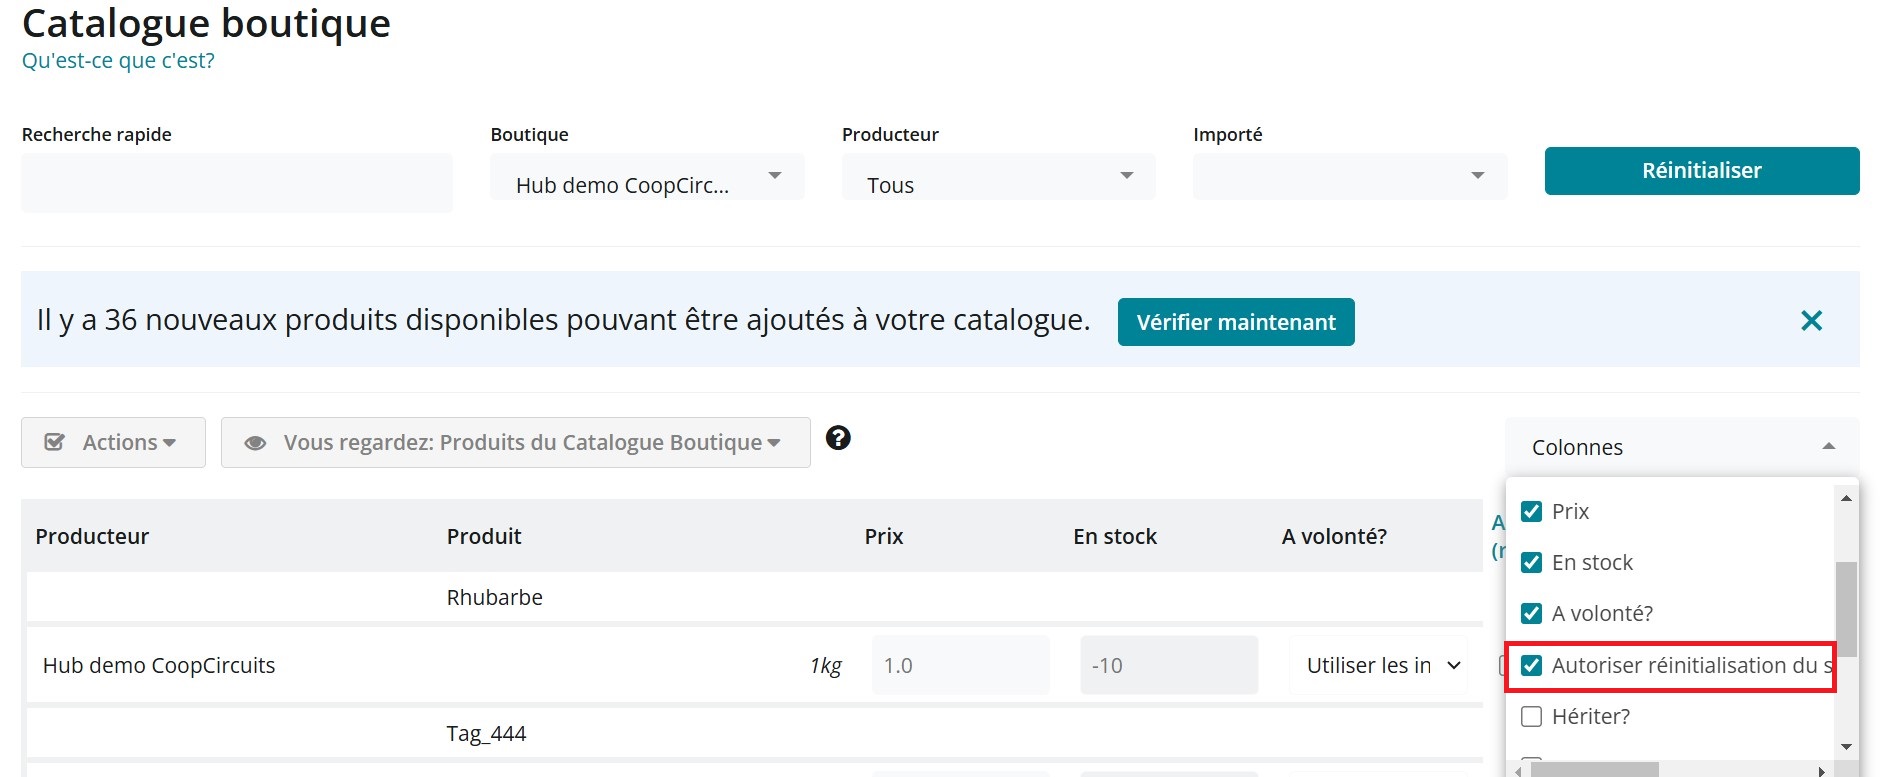 Catalogue boutique
Qu'est-ce que c'est?
Recherche rapide
Boutique
Producteur
Importé
Hub demo CoopCirc...
Tous
Réinitialiser
Il y a 36 nouveaux produits disponibles pouvant être ajoutés à votre catalogue.
Vérifier maintenant
Actions
Vous regardez: Produits du Catalogue Boutique
Colonnes
Producteur
Produit
Prix
En stock
A volonté?
Rhubarbe
Hub demo CoopCircuits
1kg
1.0
-10
Utiliser les in
Tag_444
Prix
En stock
A volonté?
Autoriser réinitialisation du s
Hériter?